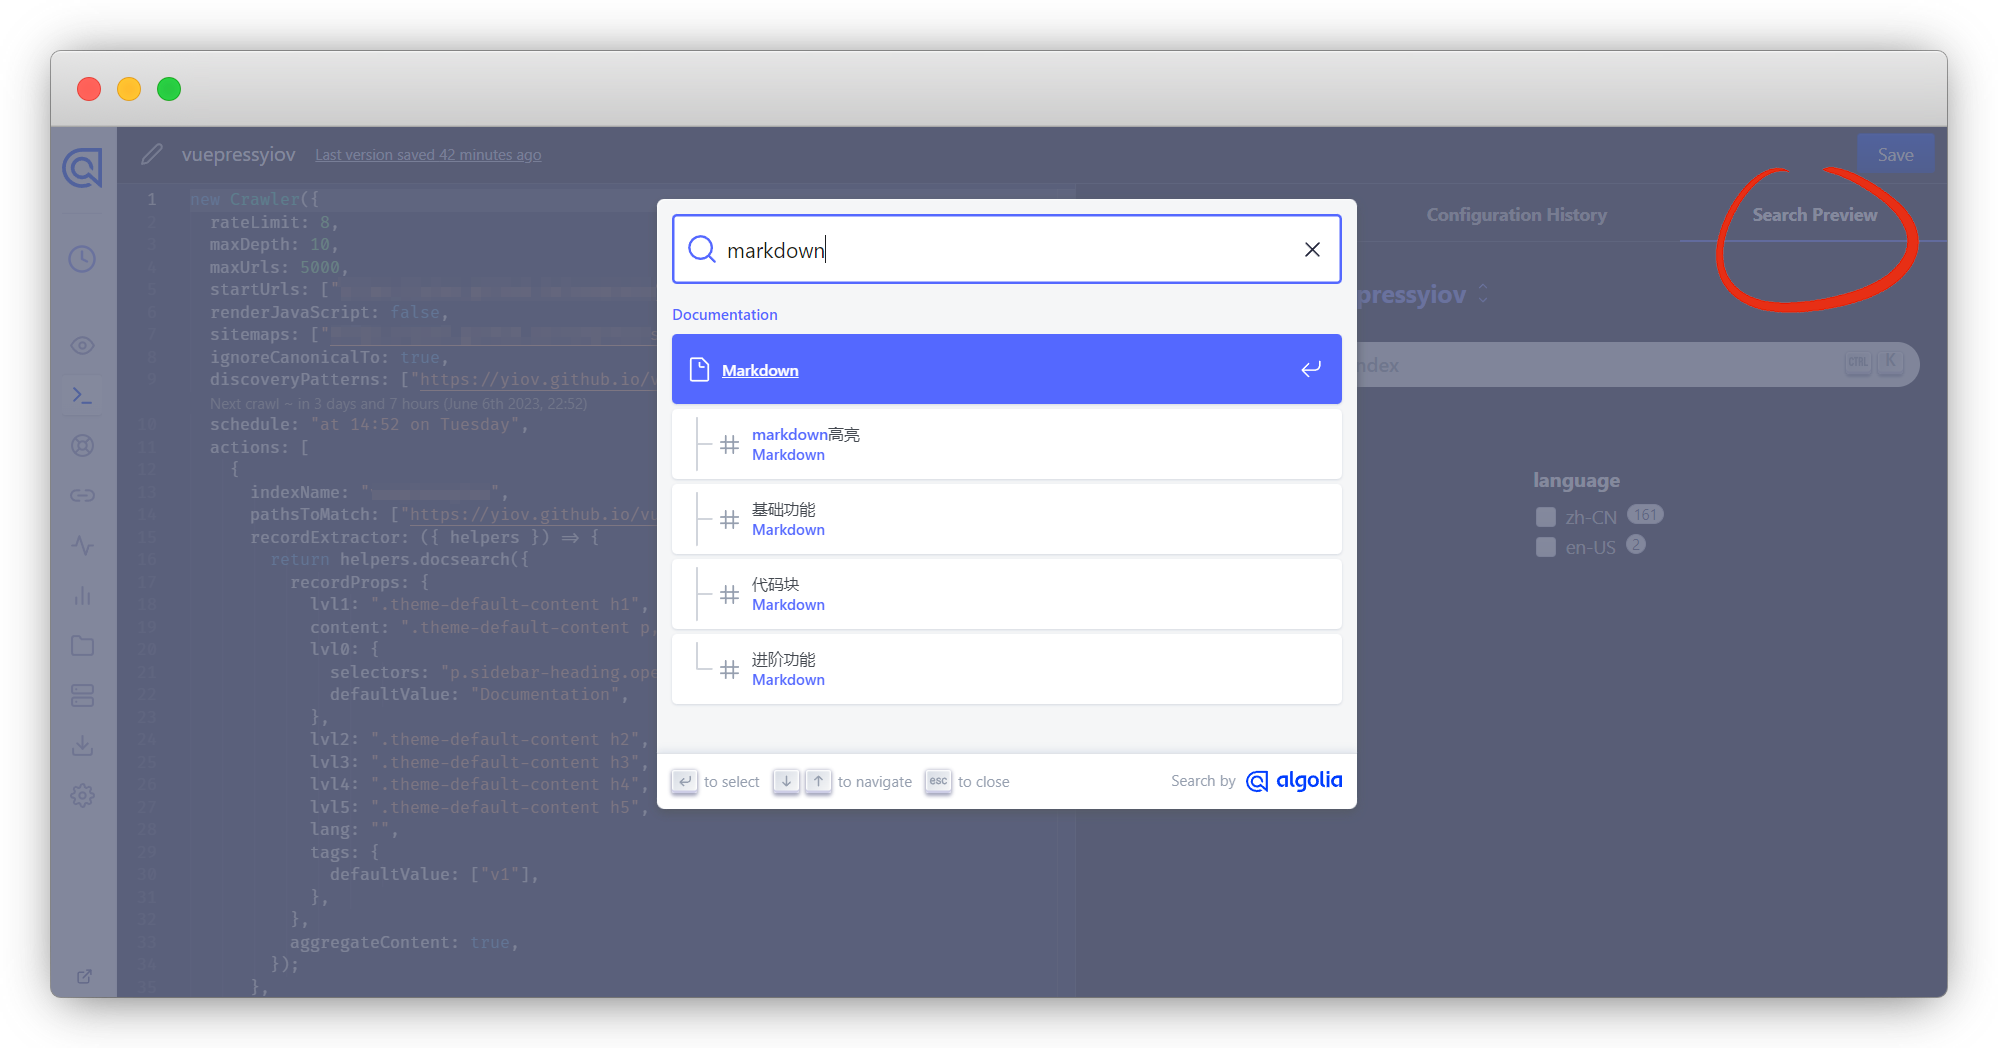 vuepressyiov Last version saved 42 minutes ago
Save
Configuration History
Search Preview
1 new Crawler({
2 rateLimit: 8,
3 maxDepth: 10,
4 maxUrls: 5000,
5 startUrls: ["
6 renderJavaScript: false,
7 sitemaps: ["
8 ignoreCanonicalTo: true,
9 discoveryPatterns: ["https://yiov.github.io/v
Next crawl – in 3 days and 7 hours (June 6th 2023, 22:52)
10 schedule: "at 14:52 on Tuesday",
11 actions: [
12 {
13 indexName: "",
14 pathsToMatch: ["https://yiov.github.io/vu
15 recordExtractor: ({ helpers }) => {
16 return helpers.docsearch({
17 recordProps: {
18 lvl1: ".theme-default-content h1",
19 content: ".theme-default-content p,
20 lvl0: {
21 selectors: "p.sidebar-heading.ope
22 defaultValue: "Documentation",
23 },
24 lvl2: ".theme-default-content h2",
25 lvl3: ".theme-default-content h3",
26 lvl4: ".theme-default-content h4",
27 lvl5: ".theme-default-content h5",
28 lang: "",
29 tags: {
30 defaultValue: ["v1"],
31 },
32 },
33 aggregateContent: true,
34 });
35 },
markdown
Documentation
Markdown
markdown高亮
Markdown
基础功能
Markdown
代码块
Markdown
进阶功能
Markdown
to select
to navigate
esc to close
Search by algolia
pressyiov
ndex
CTRL K
language
zh-CN 161
en-US 2